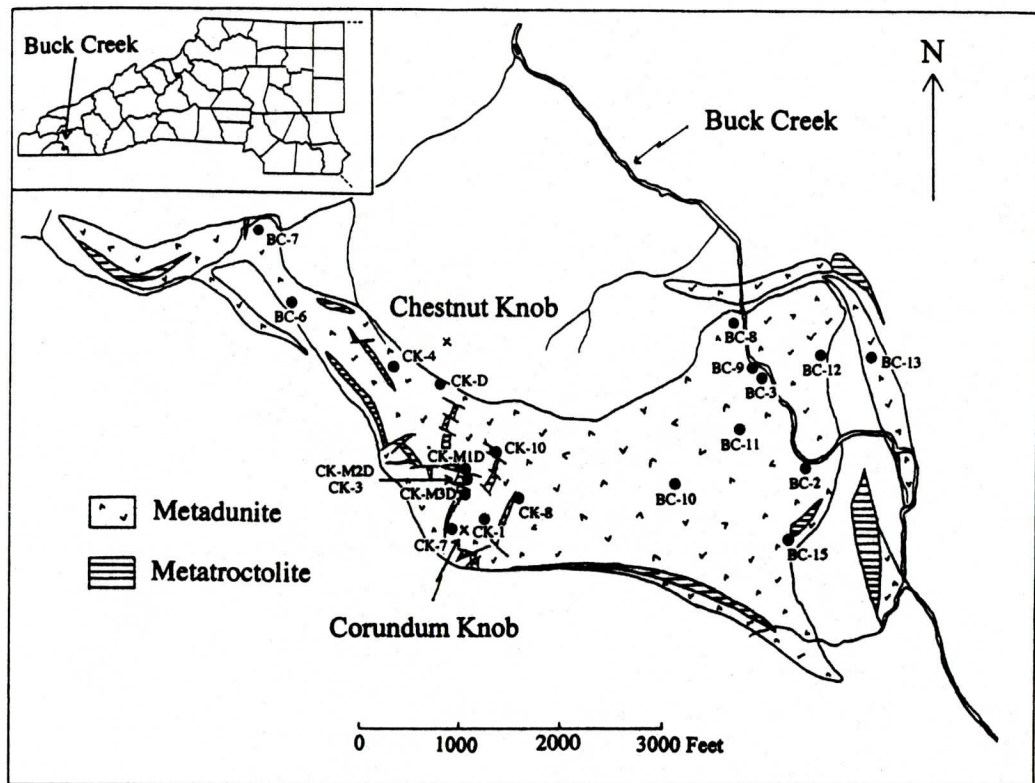 Buck Creek
N
Buck Creek
BC-7
BC-6
Chestnut Knob
x
CK-4
CK-D
BC-8
BC-9
BC-3
BC-12
BC-13
BC-11
CK-10
CK-M1D
CK-M2D
CK-3
CK-M3D
CK-8
BC-10
BC-2
CK-1
CK-7
x
BC-15
Metadunite
Metatroctolite
Corundum Knob
0 1000 2000 3000 Feet